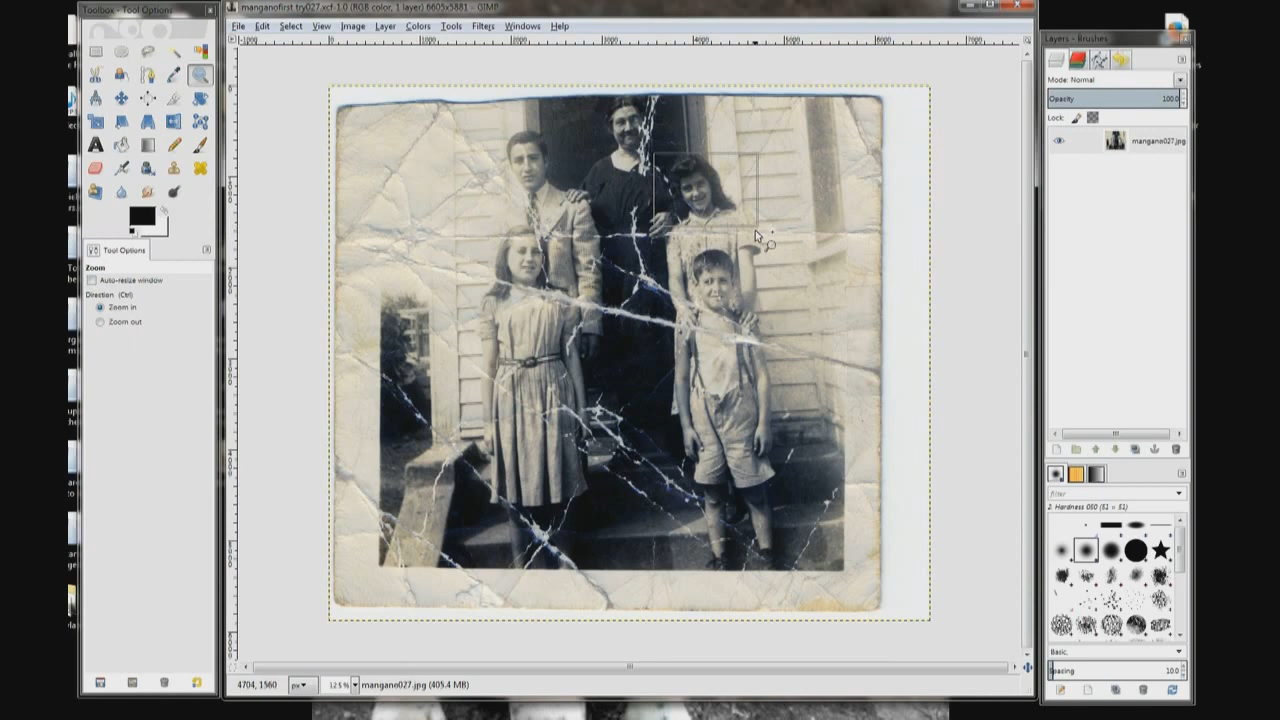 Toolbox - Tool Options
manganofirst try027.xcf-1.0 (RGB color, 1 layer) 6605x5881 – GIMP
File Edit Select View Image Layer Colors Tools Filters Windows Help
Layers - Brushes
Mode: Normal
Opacity 100.0
Lock:
mangano027.jpg
Tool Options
Zoom
Auto-resize window
Direction (Ctrl)
Zoom in
Zoom out
filter
2. Hardness 050 (51 × 51)
Basic,
Spacing 10.0
4704, 1560 px 12.5% mangano027.jpg (405.4 MB)